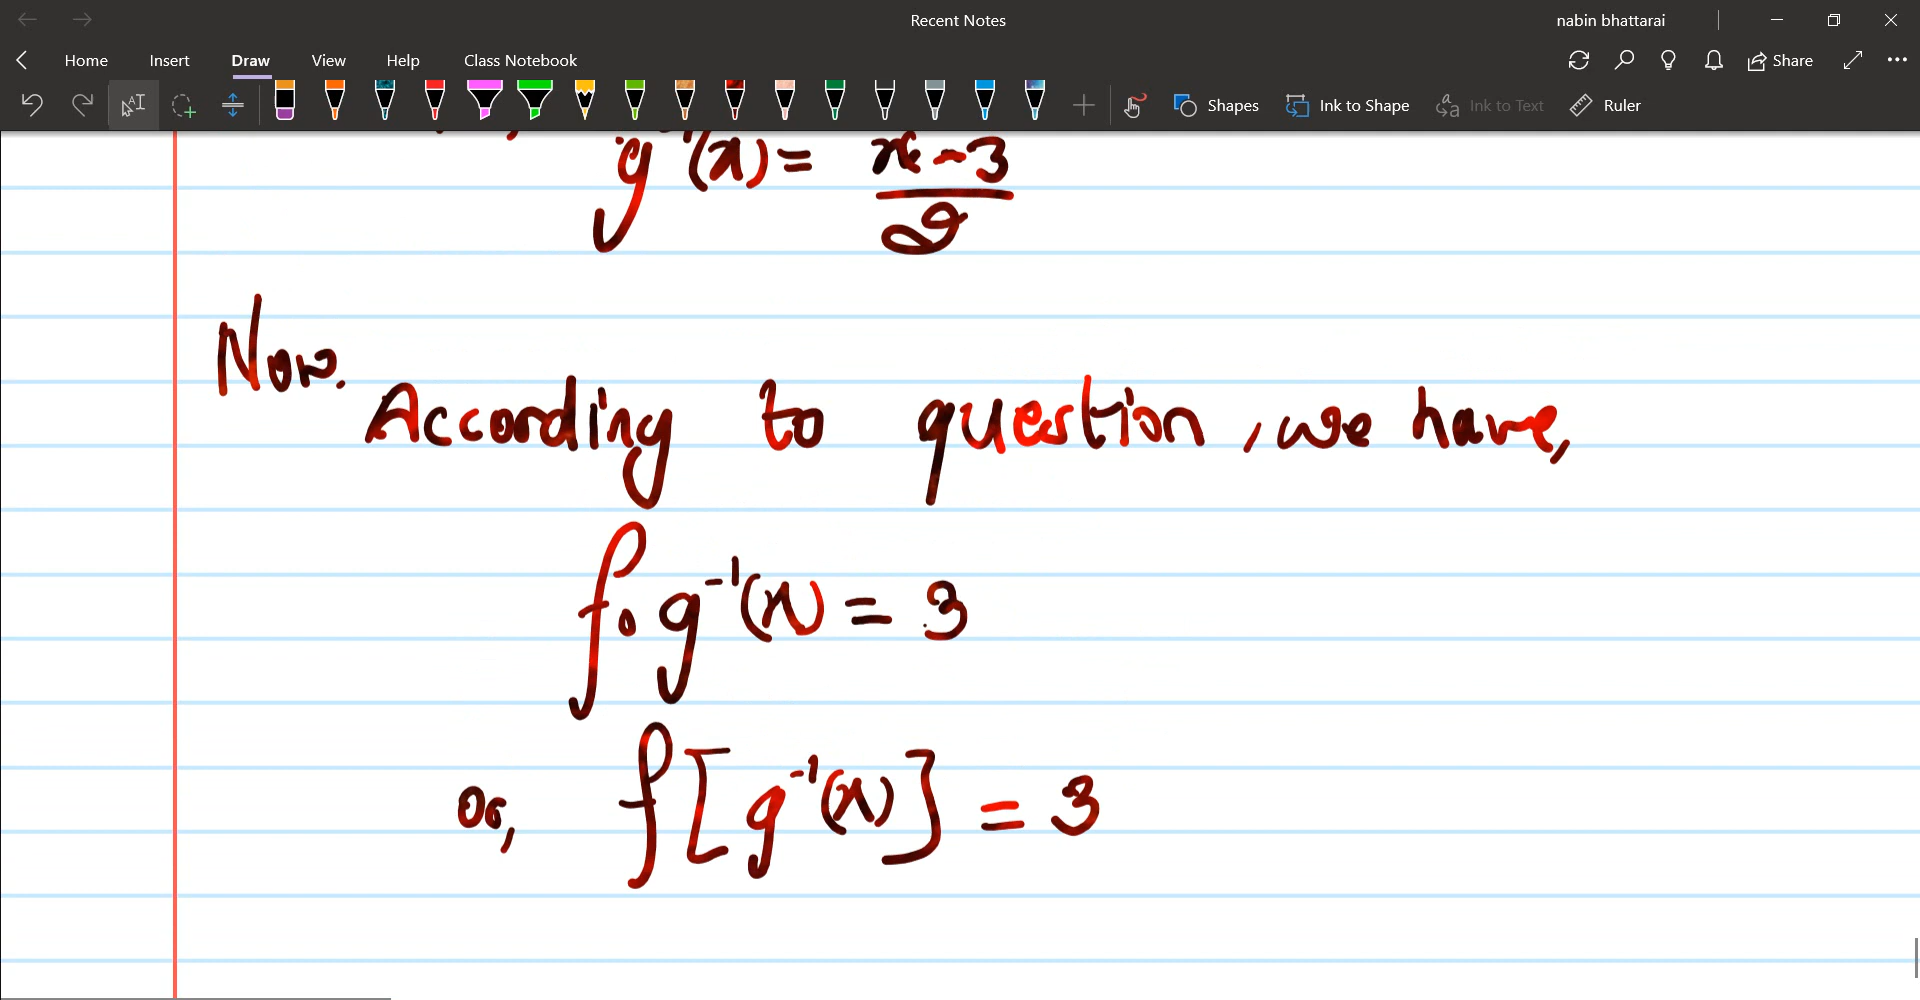 Recent Notes
nabin bhattarai
Home Insert Draw View Help Class Notebook Share
Shapes Ink to Shape Ink to Text Ruler
g⁻¹(x) = x-3
2
Now.
According to question, we have,
fog⁻¹(x) = 3
or, f[g⁻¹(x)] = 3